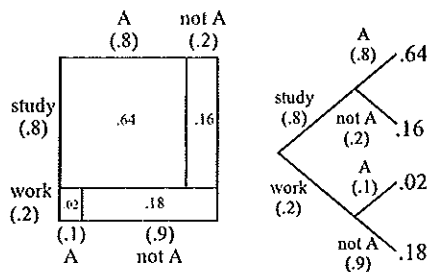 A
(.8)
not A
(.2)
study
(.8)
.64
.16
work
(.2)
.02
.18
(.1)
A
(.9)
not A
A
(.8)
.64
study
(.8)
not A
(.2)
.16
work
(.2)
A
(.1)
.02
not A
(.9)
.18